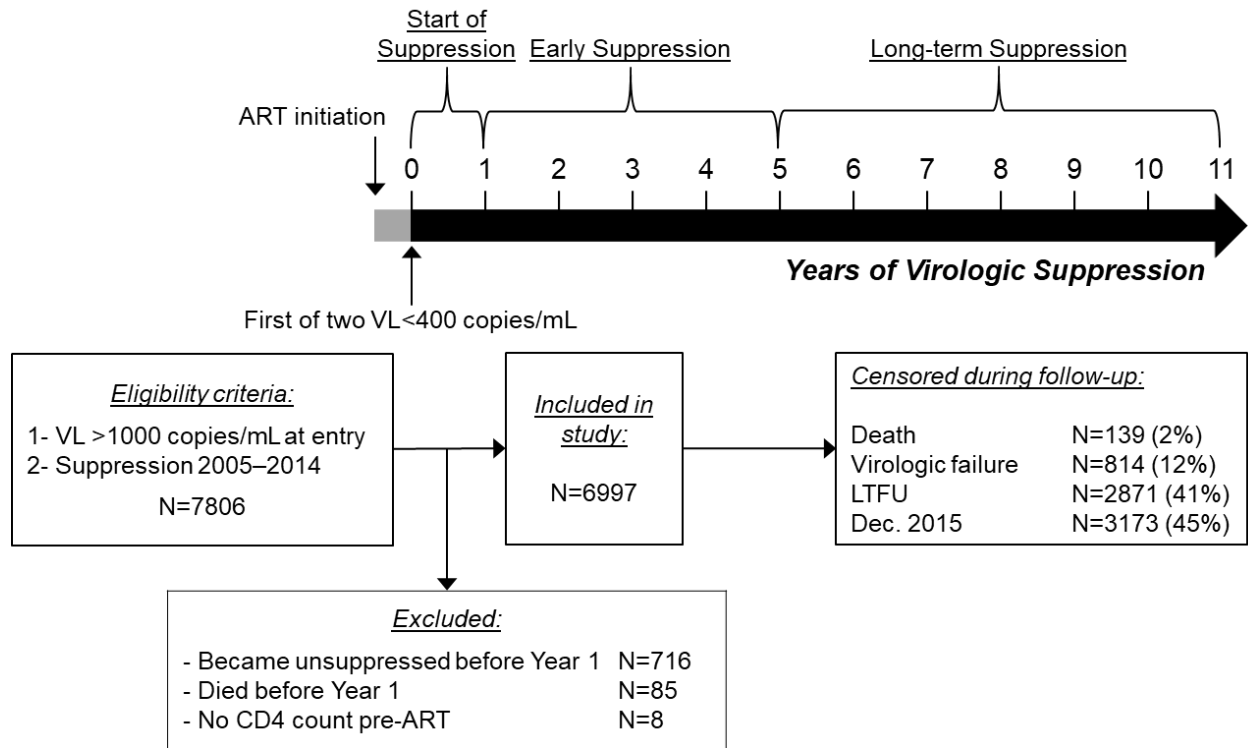 Start of
Suppression
Early Suppression
Long-term Suppression
ART initiation
0 1 2 3 4 5 6 7 8 9 10 11
Years of Virologic Suppression
First of two VL<400 copies/mL
Eligibility criteria:
1- VL >1000 copies/mL at entry
2- Suppression 2005–2014
N=7806
Included in
study:
N=6997
Censored during follow-up:
Death N=139 (2%)
Virologic failure N=814 (12%)
LTFU N=2871 (41%)
Dec. 2015 N=3173 (45%)
Excluded:
- Became unsuppressed before Year 1 N=716
- Died before Year 1 N=85
- No CD4 count pre-ART N=8